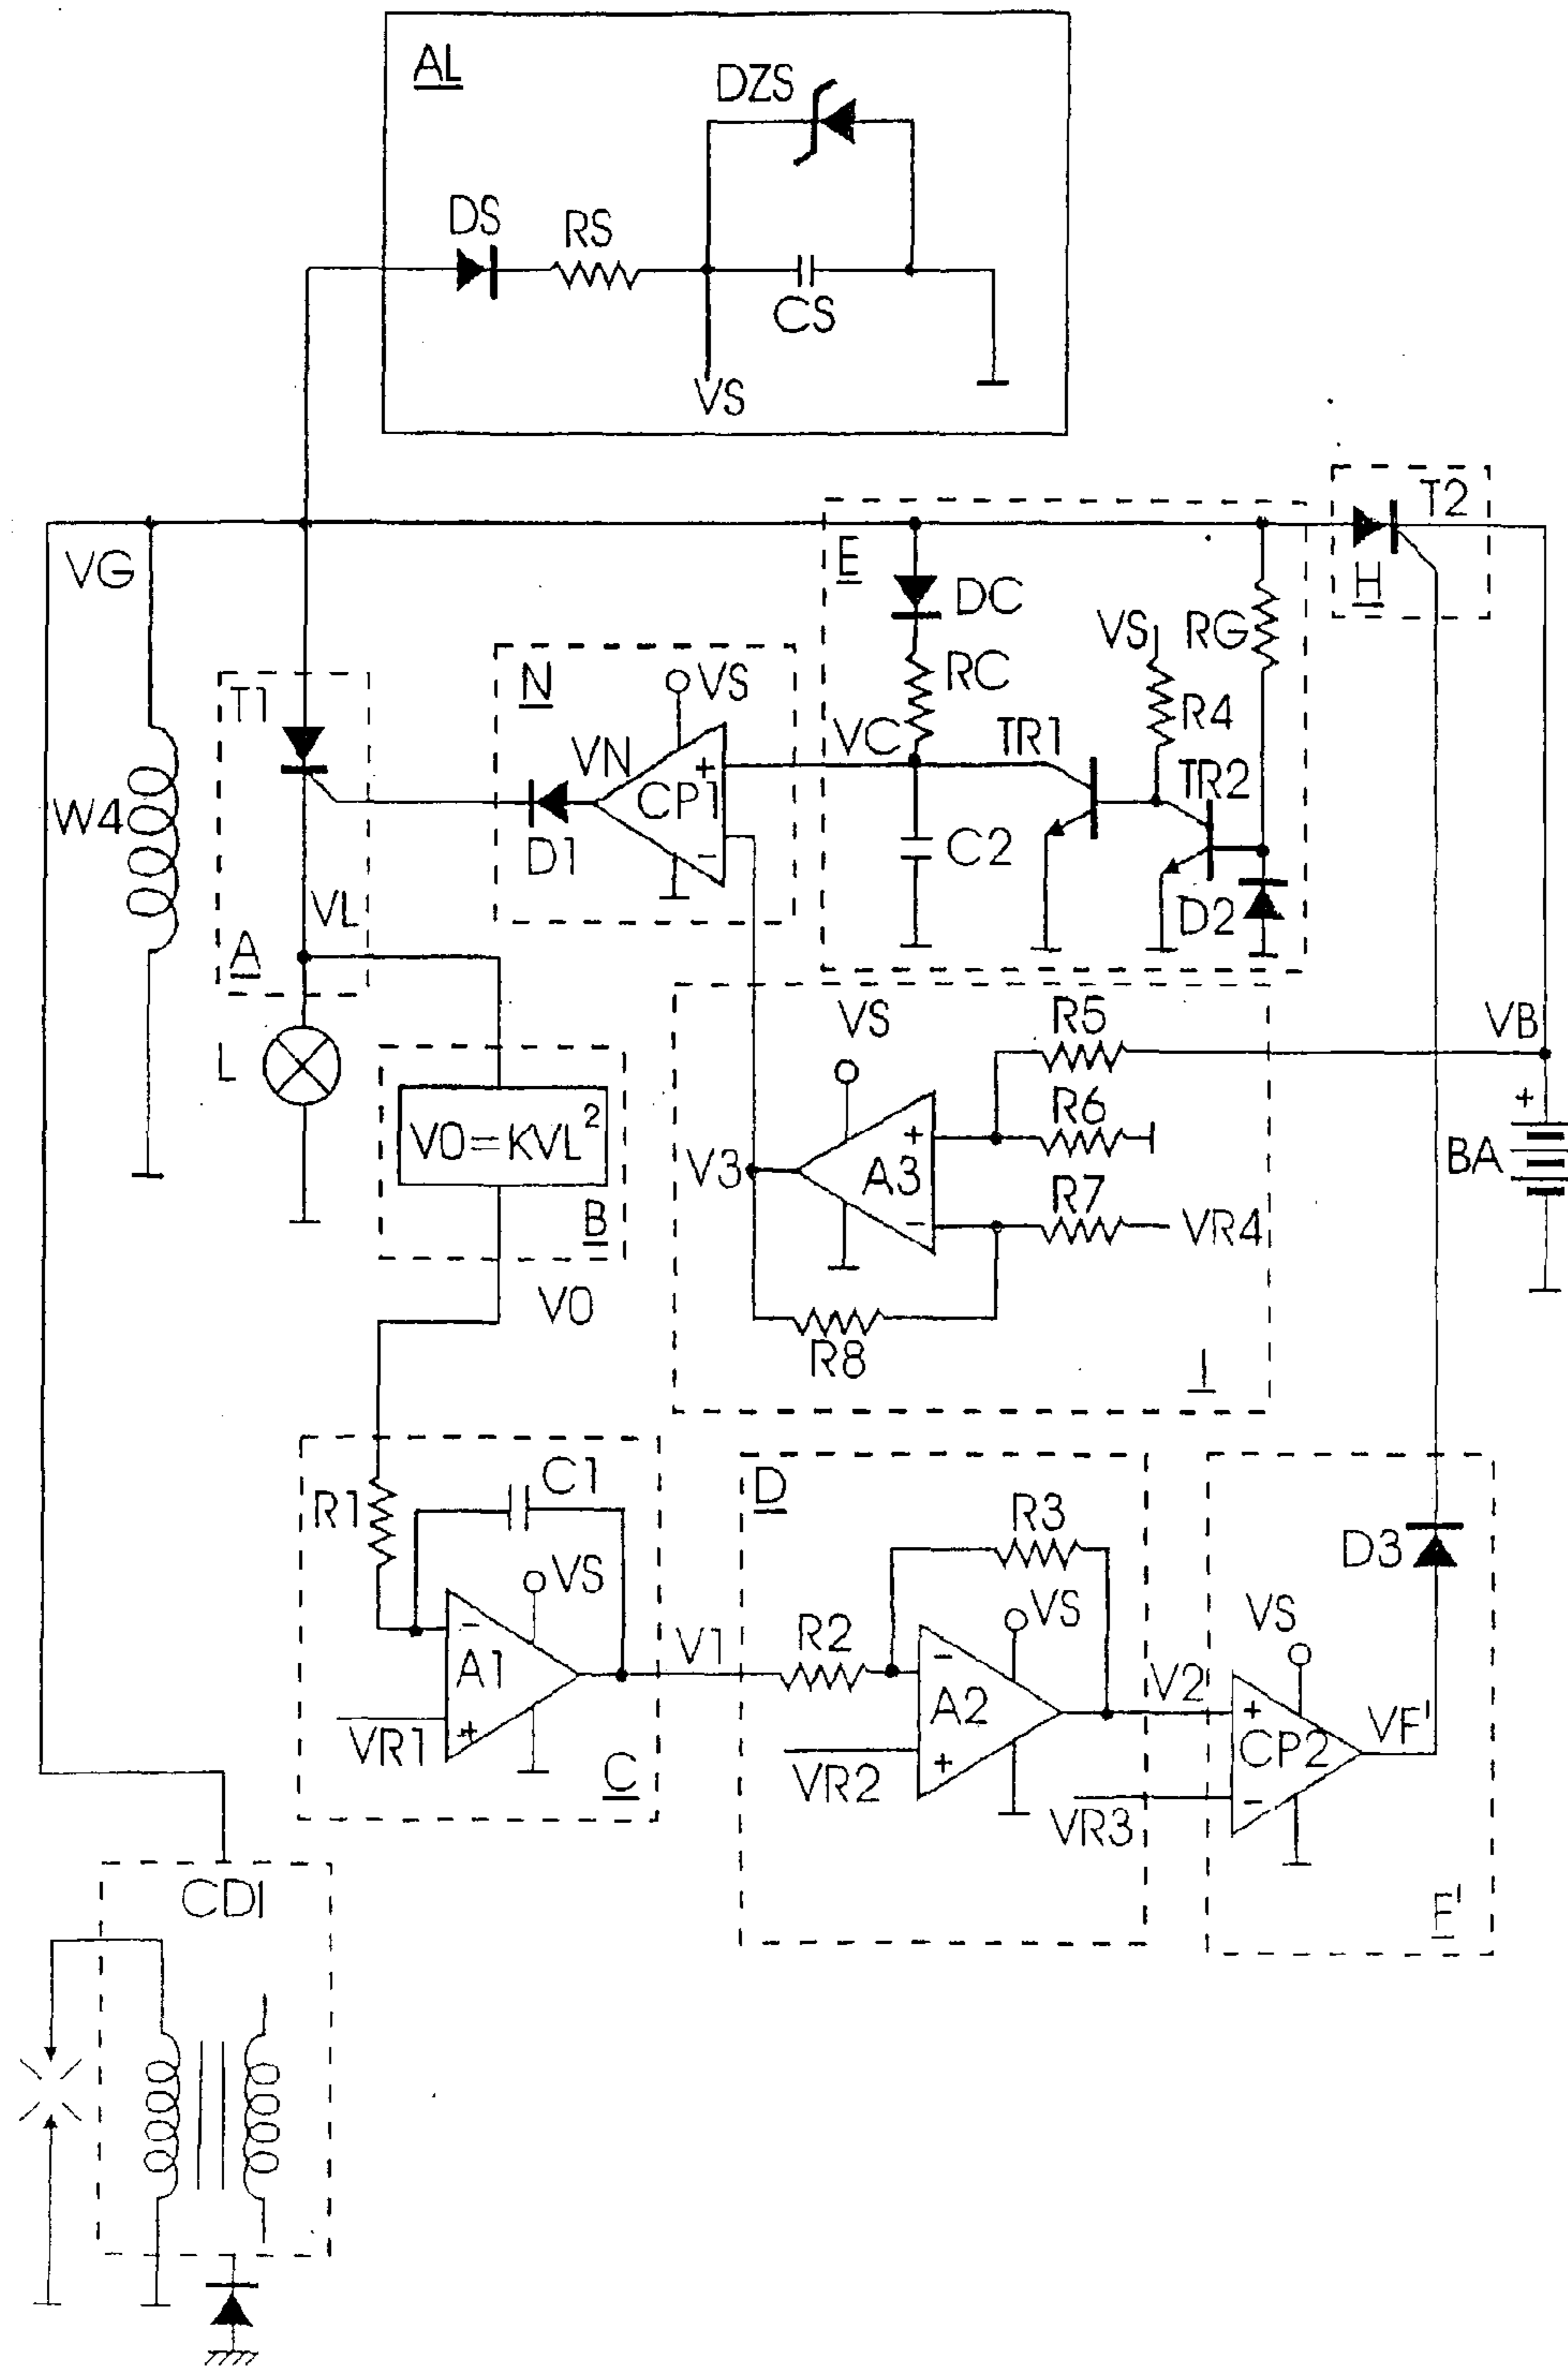 AL
DZS
DS
RS
CS
VS
T2
VG
E
H
DC
VS
RG
N
VS
RC
R4
T1
VC
TR1
VN
TR2
+
CP1
W4
D1
-
C2
VL
D2
A
VS
R5
VB
L
+
R6
+
BA
VO=KVL²
V3
A3
R7
B
-
VR4
VO
R8
I
C1
D
R3
R1
D3
VS
VS
VS
-
R2
V1
-
V2
A1
A2
+
VF'
VR1
+
CP2
VR2
+
C
-
VR3
CDI
F'